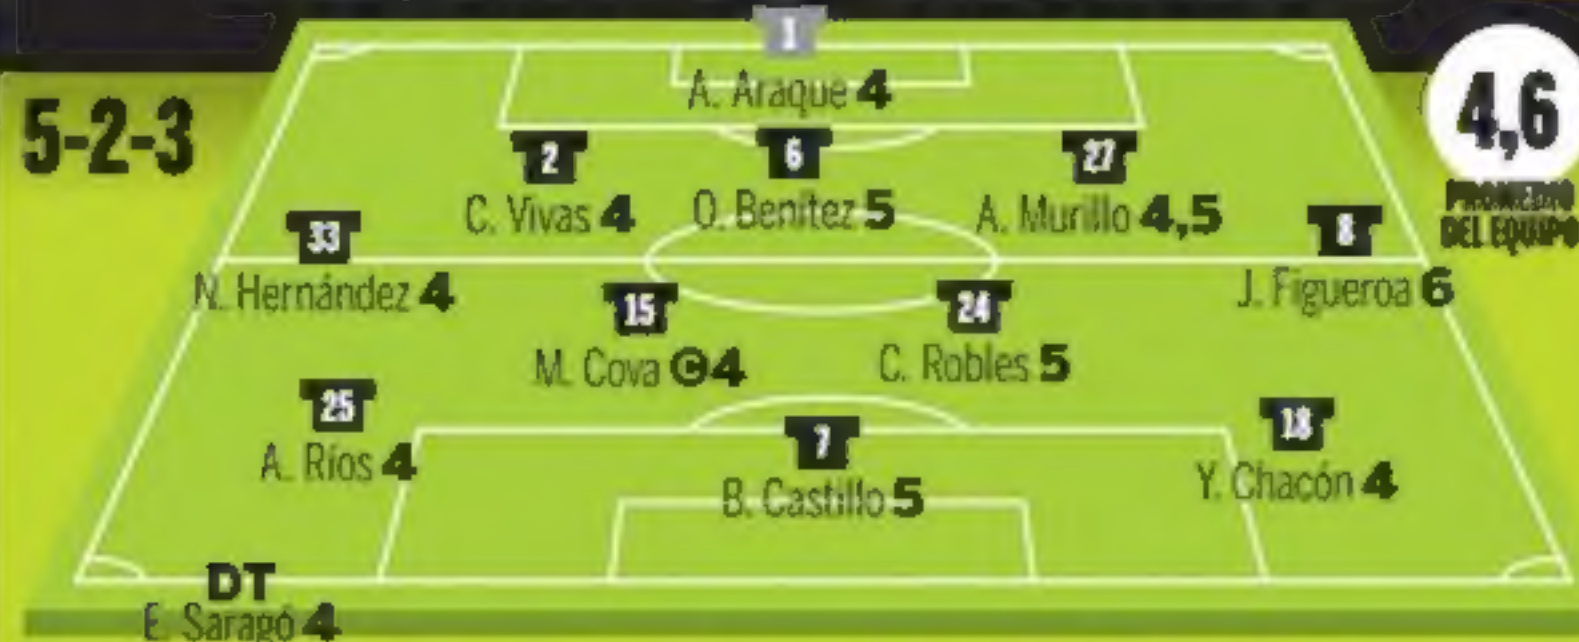 1
A. Araque 4
5-2-3
4,6
PROMEDIO
DEL EQUIPO
2
C. Vivas 4
6
O. Benítez 5
27
A. Murillo 4,5
33
N. Hernández 4
8
J. Figueroa 6
15
M. Cova C 4
24
C. Robles 5
25
A. Ríos 4
7
B. Castillo 5
18
Y. Chacón 4
DT
E. Saragó 4